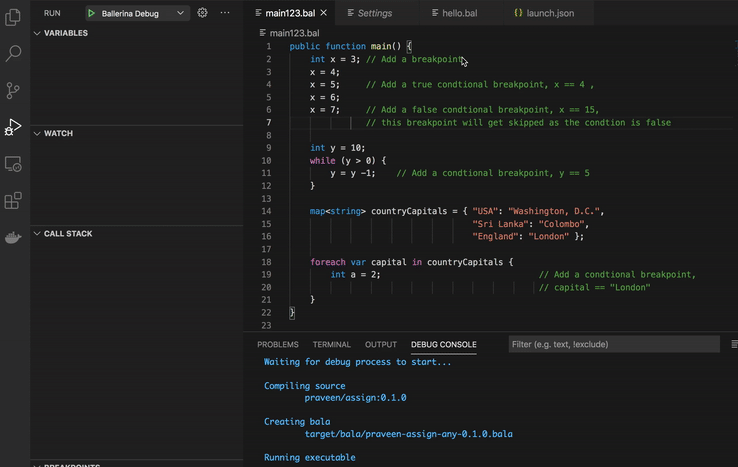 RUN
Ballerina Debug
main123.bal
Settings
hello.bal
launch.json
VARIABLES
WATCH
CALL STACK
BREAKPOINTS
main123.bal
1 public function main() {
2 int x = 3; // Add a breakpoint
3 x = 4;
4 x = 5; // Add a true condtional breakpoint, x == 4 ,
5 x = 6;
6 x = 7; // Add a false condtional breakpoint, x == 15,
7 // this breakpoint will get skipped as the condtion is false
8
9 int y = 10;
10 while (y > 0) {
11 y = y -1; // Add a condtional breakpoint, y == 5
12 }
13
14 map<string> countryCapitals = { "USA": "Washington, D.C.",
15 "Sri Lanka": "Colombo",
16 "England": "London" };
17
18 foreach var capital in countryCapitals {
19 int a = 2; // Add a condtional breakpoint,
20 // capital == "London"
21 }
22 }
23
PROBLEMS TERMINAL OUTPUT DEBUG CONSOLE Filter (e.g. text, !exclude)
Waiting for debug process to start...
Compiling source
praveen/assign:0.1.0
Creating bala
target/bala/praveen-assign-any-0.1.0.bala
Running executable